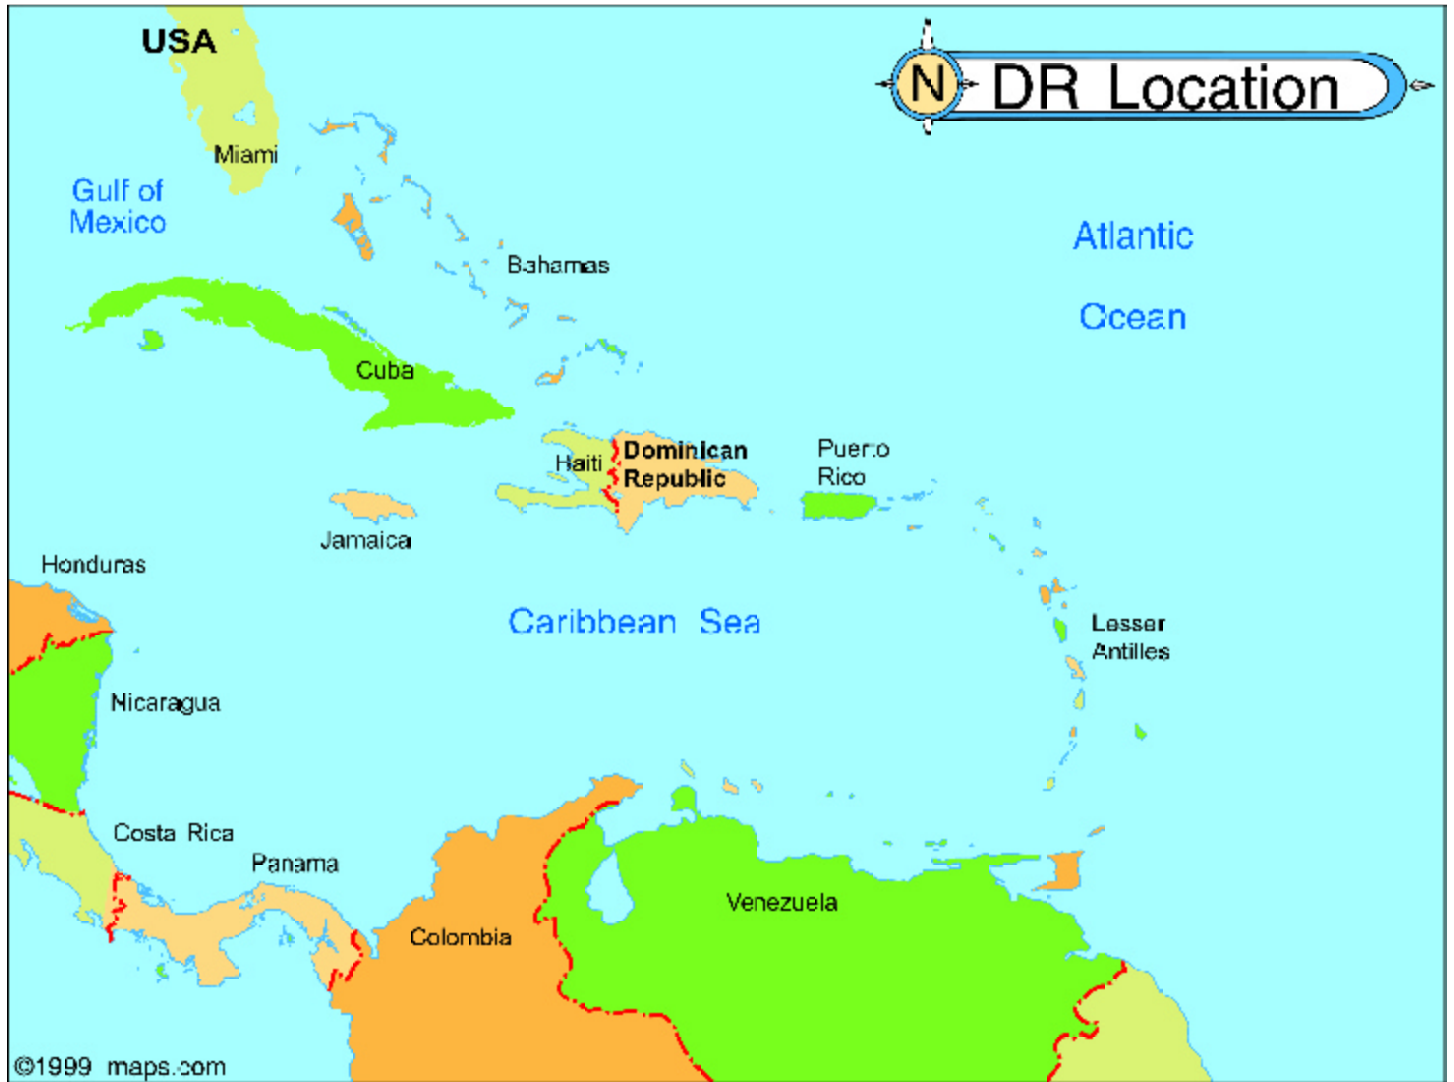 USA
N DR Location
Miami
Gulf of
Mexico
Atlantic
Bahamas
Ocean
Cuba
Haiti
Dominican
Republic
Puerto
Rico
Jamaica
Honduras
Caribbean Sea
Lesser
Antilles
Nicaragua
Costa Rica
Panama
Venezuela
Colombia
©1999 maps.com